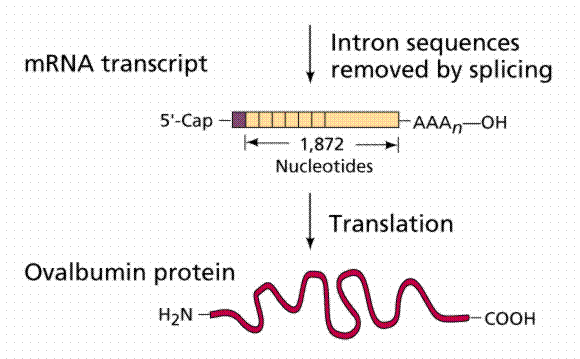 Intron sequences
removed by splicing
mRNA transcript
5'-Cap
AAAn—OH
1,872
Nucleotides
Translation
Ovalbumin protein
H2N
COOH